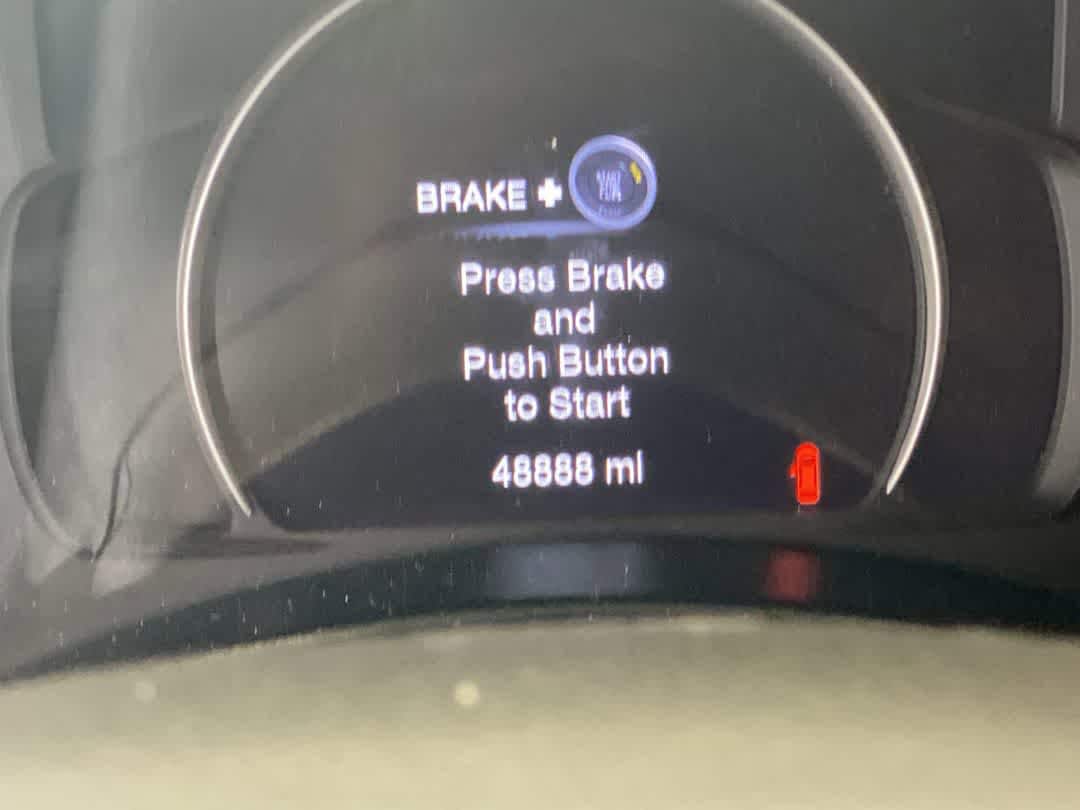 BRAKE +
Press Brake
and
Push Button
to Start
48888 mi